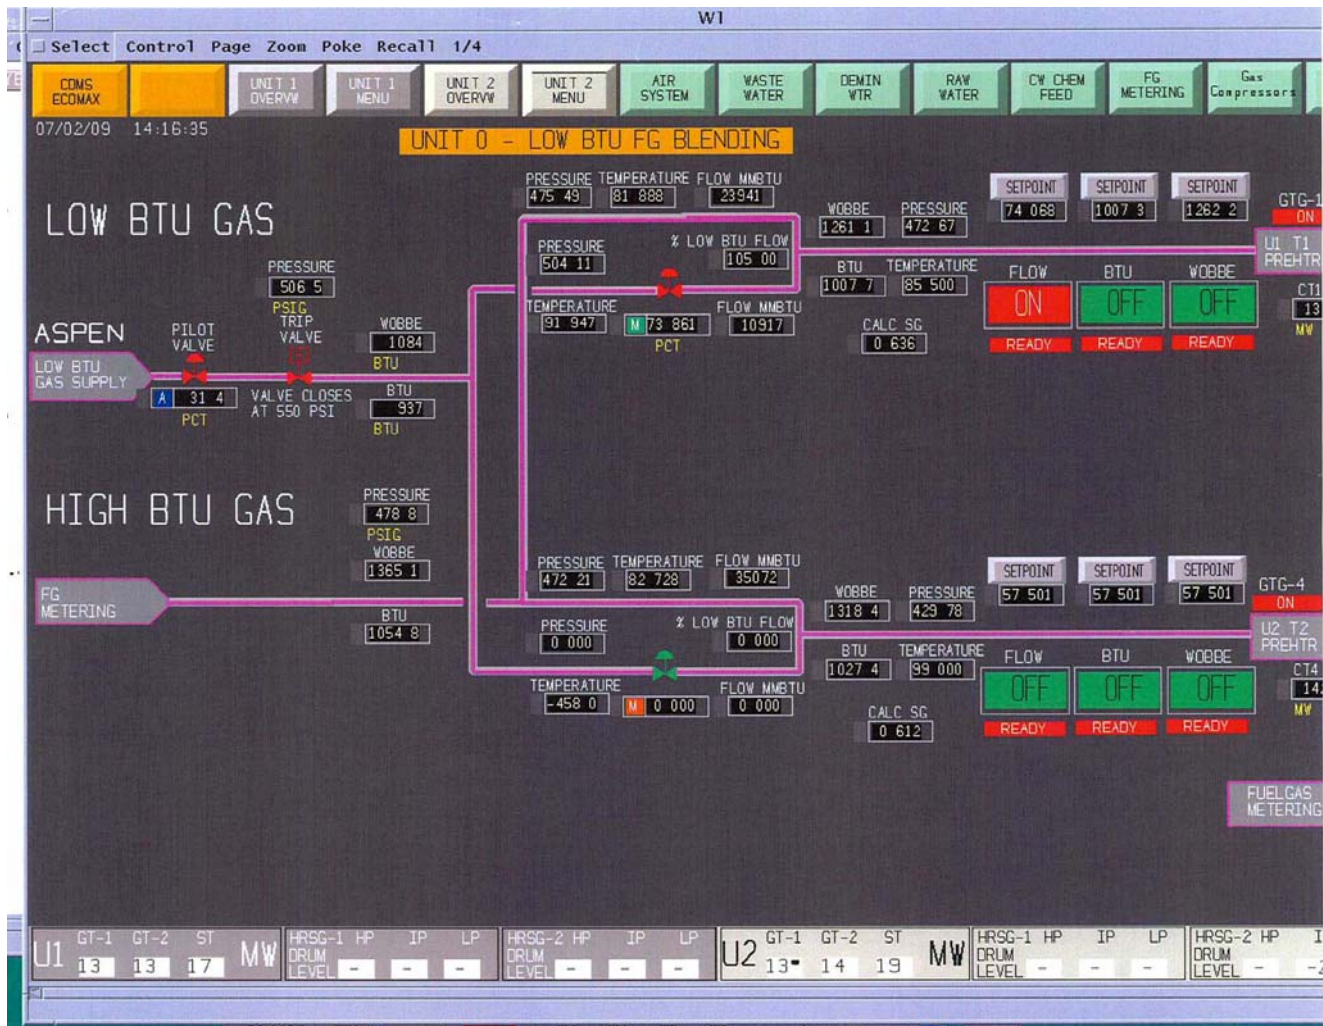 W1
Select Control Page Zoom Poke Recall 1/4
CDMS ECOMAX
UNIT 1 OVERVW
UNIT 1 MENU
UNIT 2 OVERVW
UNIT 2 MENU
AIR SYSTEM
WASTE WATER
DEMIN WTR
RAW WATER
CW CHEM FEED
FG METERING
Gas Compressors
07/02/09 14:16:35
UNIT 0 - LOW BTU FG BLENDING
PRESSURE TEMPERATURE FLOW MMBTU
475 49 81 888 23941
SETPOINT SETPOINT SETPOINT
74 068 1007 3 1262 2
GTG-1
ON
LOW BTU GAS
WOBBE PRESSURE
1261 1 472 67
U1 T1
PREHTR
PRESSURE % LOW BTU FLOW
504 11 105 00
BTU TEMPERATURE
1007 7 85 500
FLOW BTU WOBBE
ON OFF OFF
READY READY READY
CT1
13
MW
PRESSURE
506 5
PSIG
TEMPERATURE FLOW MMBTU
91 947 M 73 861 10917
PCT
CALC SG
0 636
ASPEN
PILOT VALVE
TRIP VALVE
WOBBE
1084
BTU
LOW BTU
GAS SUPPLY
A 31 4
PCT
VALVE CLOSES
AT 550 PSI
BTU
937
BTU
HIGH BTU GAS
PRESSURE
478 8
PSIG
WOBBE
1365 1
PRESSURE TEMPERATURE FLOW MMBTU
472 21 82 728 35072
SETPOINT SETPOINT SETPOINT
57 501 57 501 57 501
GTG-4
ON
FG
METERING
BTU
1054 8
WOBBE PRESSURE
1318 4 429 78
U2 T2
PREHTR
PRESSURE % LOW BTU FLOW
0 000 0 000
BTU TEMPERATURE
1027 4 99 000
FLOW BTU WOBBE
OFF OFF OFF
READY READY READY
CT4
14
MW
TEMPERATURE FLOW MMBTU
-458 0 M 0 000 0 000
CALC SG
0 612
FUELGAS
METERING
U1 GT-1 GT-2 ST MW
13 13 17
HRSG-1 HP IP LP
DRUM
LEVEL - - -
HRSG-2 HP IP LP
DRUM
LEVEL - - -
U2 GT-1 GT-2 ST MW
13 14 19
HRSG-1 HP IP LP
DRUM
LEVEL - - -
HRSG-2 HP
DRUM
LEVEL -